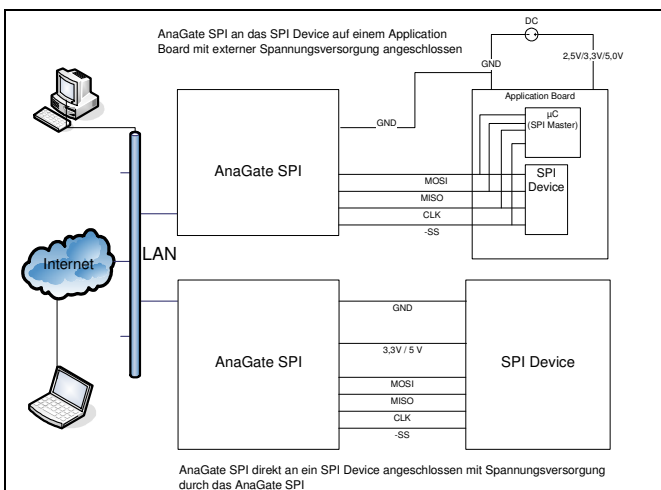 AnaGate SPI an das SPI Device auf einem Application
Board mit externer Spannungsversorgung angeschlossen
DC
GND
2,5V/3,3V/5,0V
Application Board
µC
(SPI Master)
GND
AnaGate SPI
SPI
Device
MOSI
MISO
CLK
-SS
LAN
Internet
GND
AnaGate SPI
3,3V / 5 V
SPI Device
MOSI
MISO
CLK
-SS
AnaGate SPI direkt an ein SPI Device angeschlossen mit Spannungsversorgung
durch das AnaGate SPI